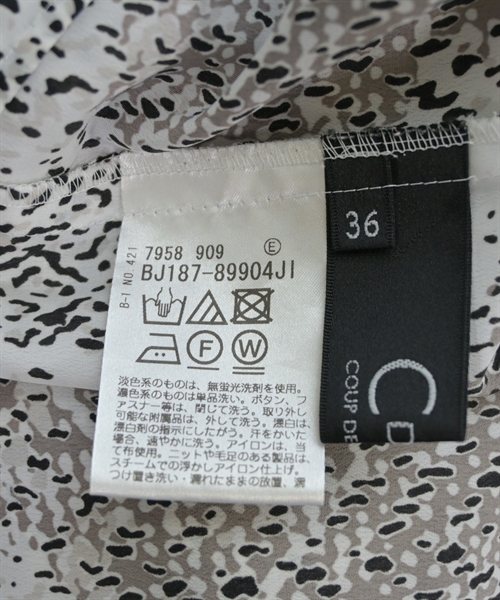 B-I NO.421
7958 909 Ⓔ
BJ187-89904JI
F
W
淡色系のものは、無蛍光洗剤を使用。
濃色系のものは単品洗い。ボタン、フ
ァスナー等は、閉じて洗う。取り外し
可能な附属品は、外して洗う。漂白は
漂白剤の指示にしたがう。汗をかいた
場合、速やかに洗う。アイロンは、当
て布使用。ニットや毛足のある製品は、
スチームでの浮かしアイロン仕上げ。
つけ置き洗い・濡れたままの放置、選
36
COUP DE